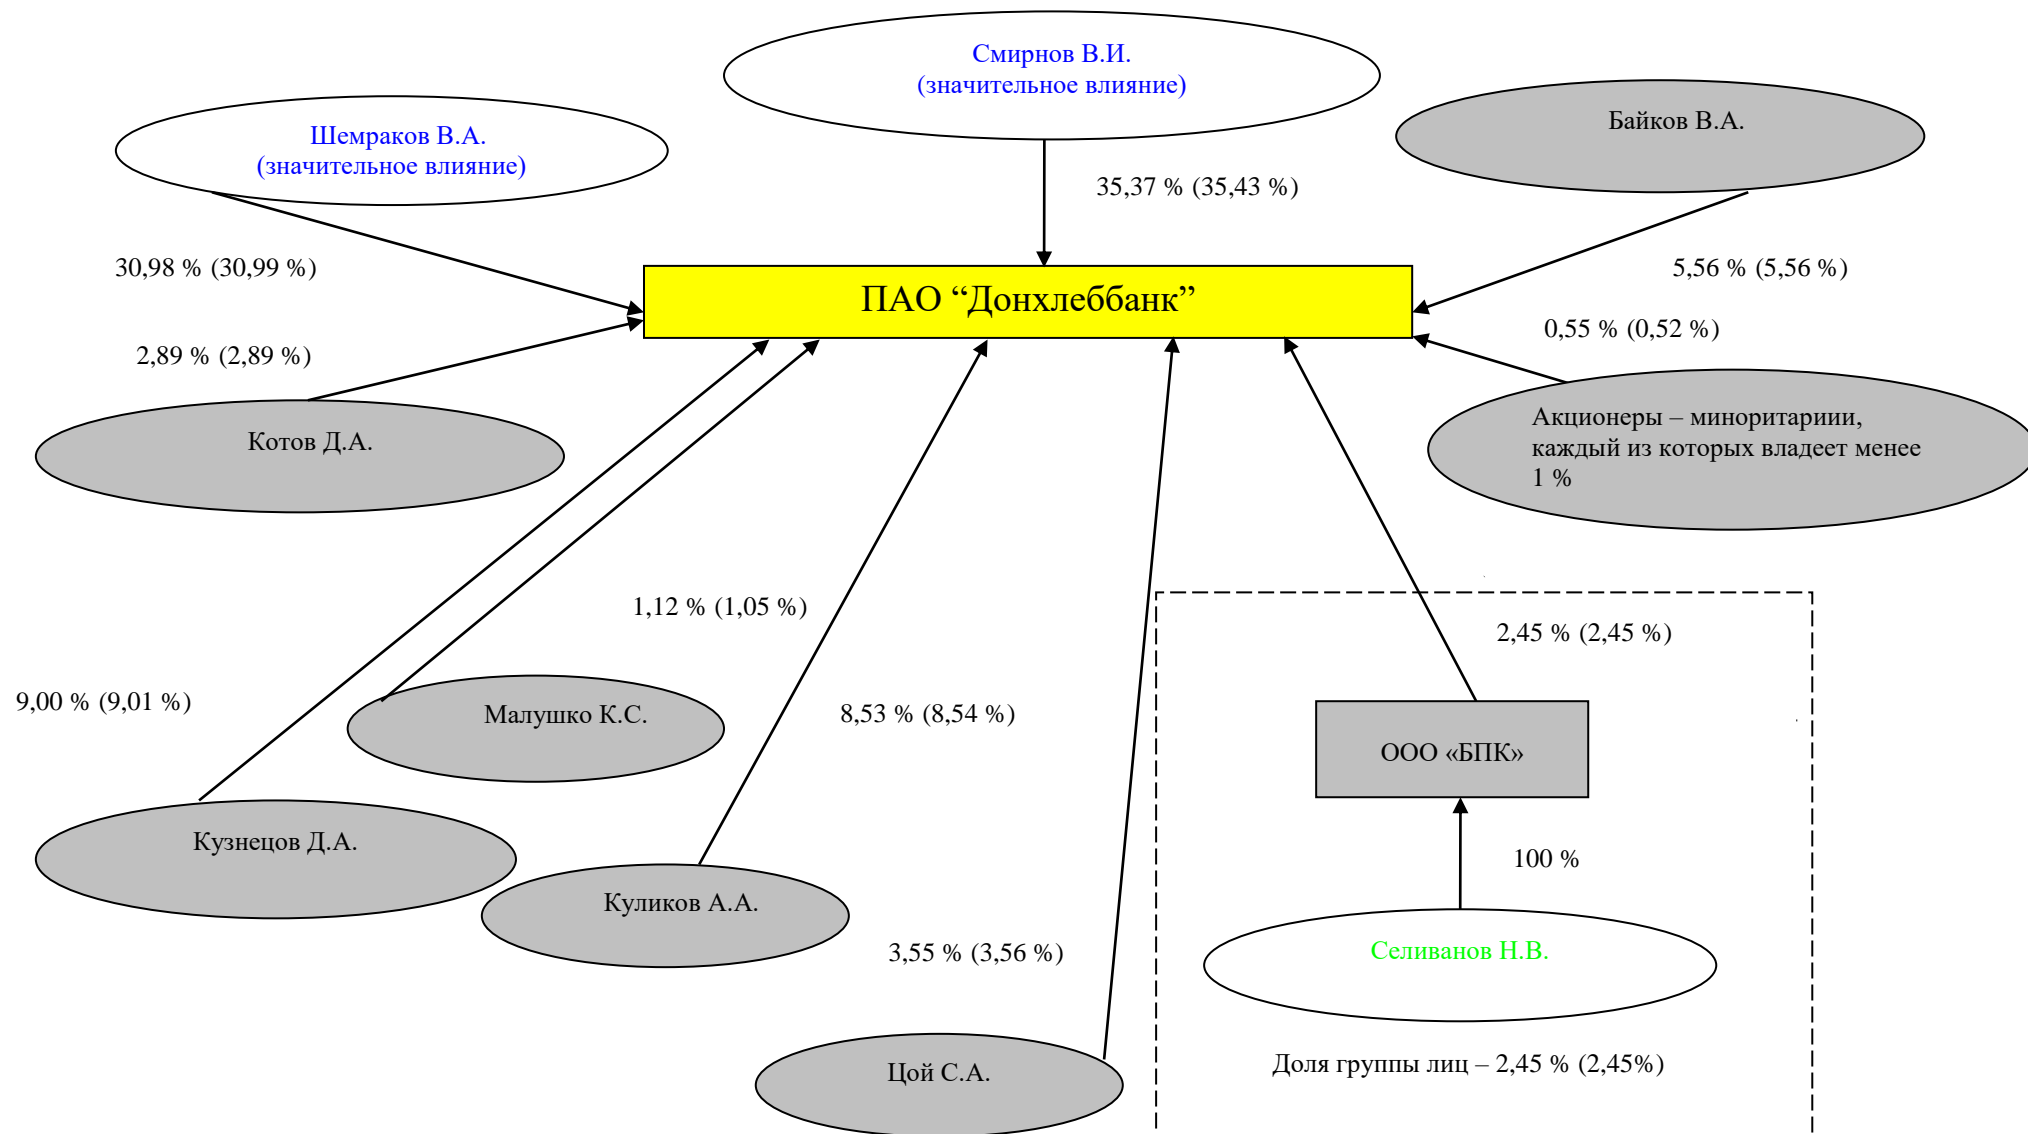 Смирнов В.И.
(значительное влияние)
Байков В.А.
Шемраков В.А.
(значительное влияние)
35,37 % (35,43 %)
30,98 % (30,99 %)
5,56 % (5,56 %)
ПАО “Донхлеббанк”
0,55 % (0,52 %)
2,89 % (2,89 %)
Котов Д.А.
Акционеры – миноритариии,
каждый из которых владеет менее
1 %
1,12 % (1,05 %)
2,45 % (2,45 %)
9,00 % (9,01 %)
Малушко К.С.
8,53 % (8,54 %)
ООО «БПК»
Кузнецов Д.А.
100 %
Куликов А.А.
3,55 % (3,56 %)
Селиванов Н.В.
Цой С.А.
Доля группы лиц – 2,45 % (2,45%)